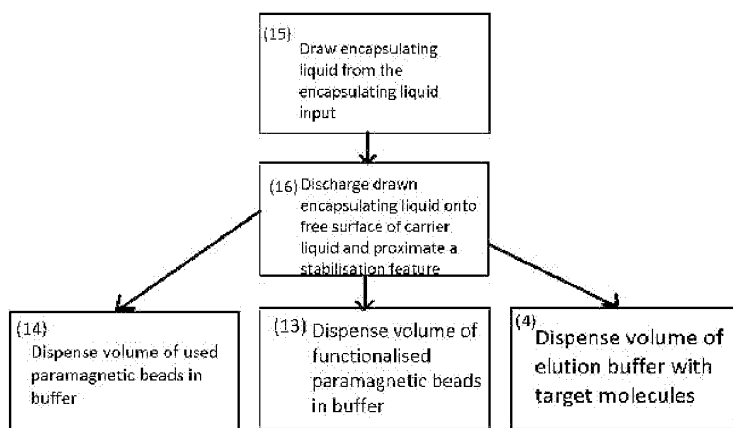 (15)
Draw encapsulating
liquid from the
encapsulating liquid
input
(16) Discharge drawn
encapsulating liquid onto
free surface of carrier
liquid and proximate a
stabilisation feature
(14)
Dispense volume of used
paramagnetic beads in
buffer
(13) Dispense volume of
functionalised
paramagnetic beads
in buffer
(4) Dispense volume of
elution buffer with
target molecules